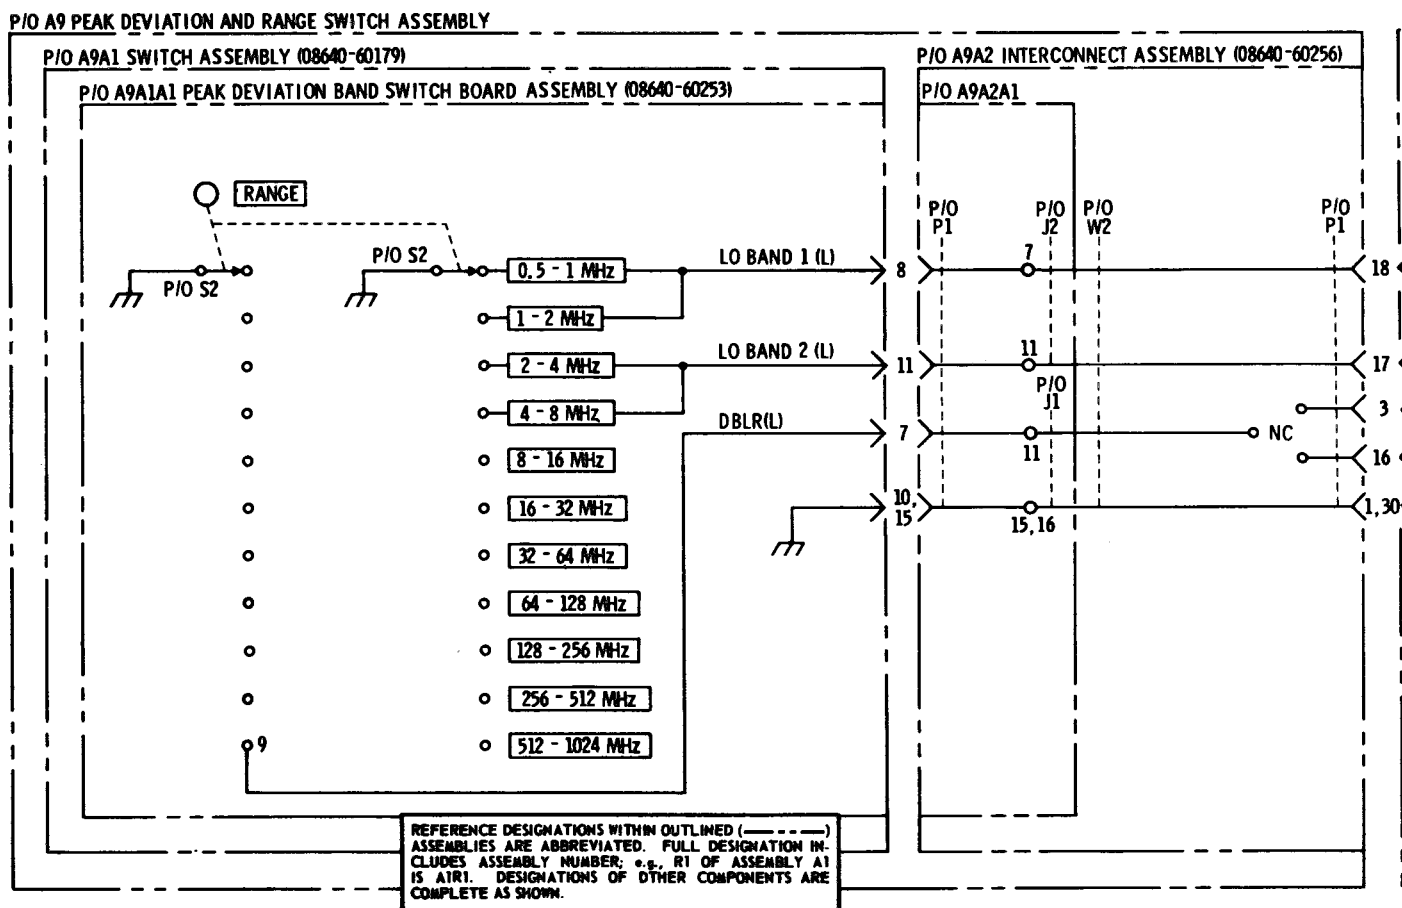 P/O A9 PEAK DEVIATION AND RANGE SWITCH ASSEMBLY
P/O A9A1 SWITCH ASSEMBLY (08640-60179)
P/O A9A2 INTERCONNECT ASSEMBLY (08640-60256)
P/O A9A1A1 PEAK DEVIATION BAND SWITCH BOARD ASSEMBLY (08640-60253)
P/O A9A2A1
RANGE
P/O P1
P/O J2
P/O W2
P/O P1
P/O S2
P/O S2
0.5 - 1 MHz
LO BAND 1 (L)
8
7
18
1 - 2 MHz
2 - 4 MHz
LO BAND 2 (L)
11
11
17
P/O J1
4 - 8 MHz
3
DBLR(L)
7
11
NC
8 - 16 MHz
16
16 - 32 MHz
10,
15
15,16
1,30
32 - 64 MHz
64 - 128 MHz
128 - 256 MHz
256 - 512 MHz
9
512 - 1024 MHz
REFERENCE DESIGNATIONS WITHIN OUTLINED (— - - —)
ASSEMBLIES ARE ABBREVIATED. FULL DESIGNATION IN-
CLUDES ASSEMBLY NUMBER; e.g., R1 OF ASSEMBLY A1
IS A1R1. DESIGNATIONS OF OTHER COMPONENTS ARE
COMPLETE AS SHOWN.